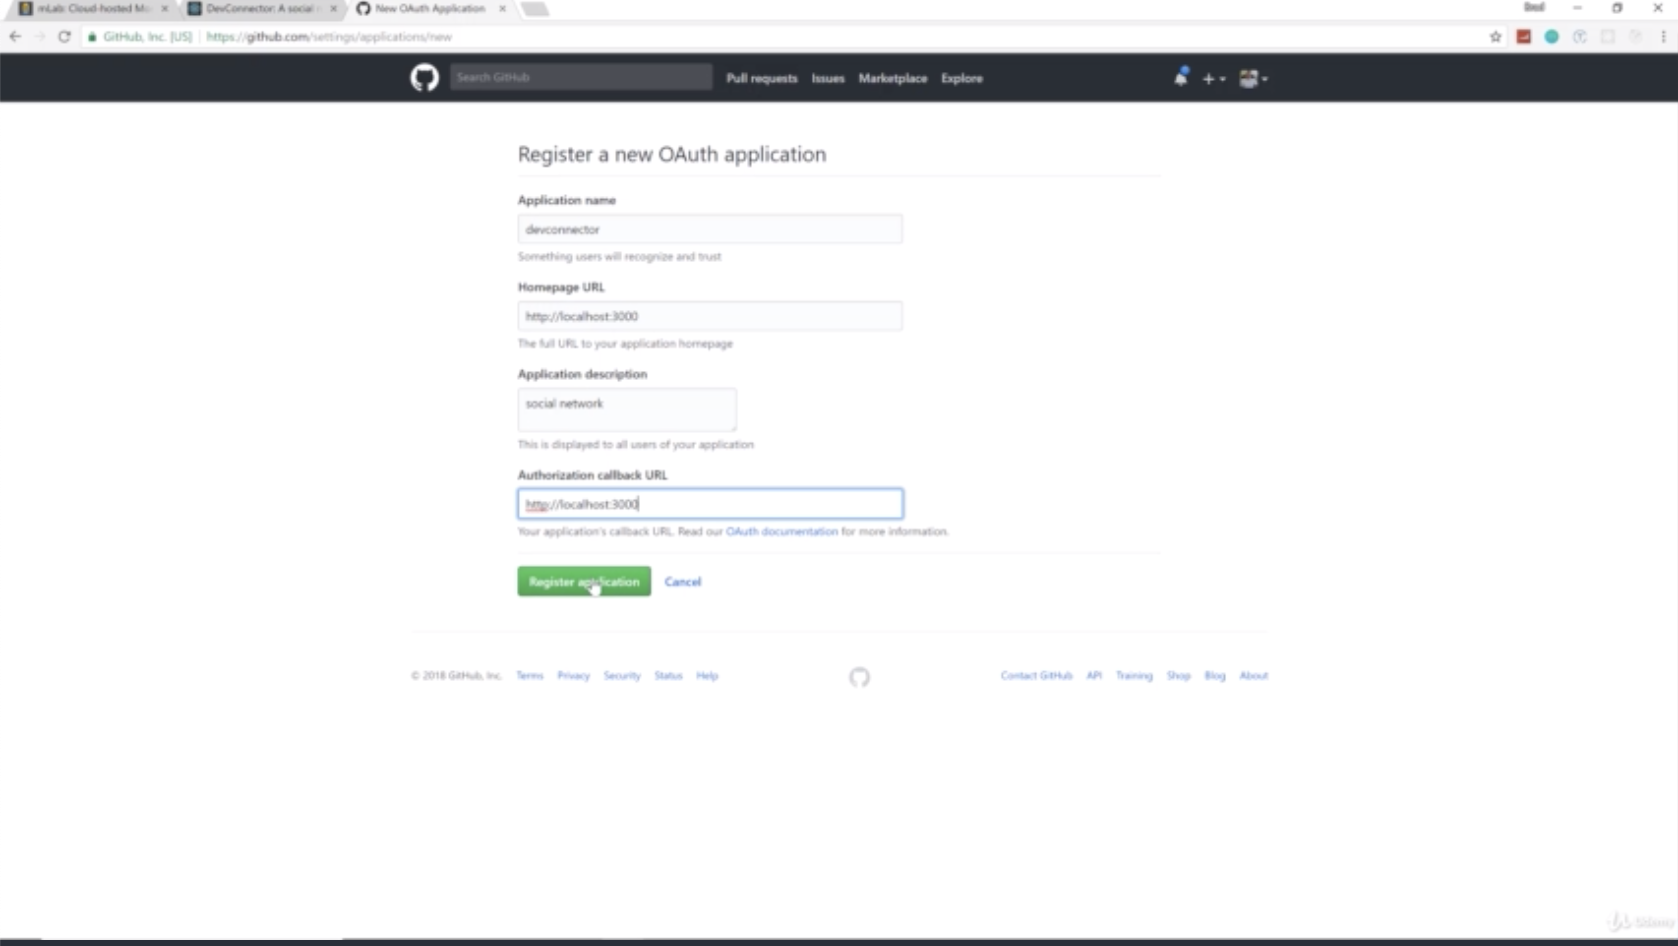 mLab: Cloud-hosted Mo
DevConnector: A social n
New OAuth Application
GitHub, Inc. [US]
https://github.com/settings/applications/new
Search GitHub
Pull requests
Issues
Marketplace
Explore
Register a new OAuth application
Application name
devconnector
Something users will recognize and trust
Homepage URL
http://localhost:3000
The full URL to your application homepage
Application description
social network
This is displayed to all users of your application
Authorization callback URL
http://localhost:3000
Your application's callback URL. Read our OAuth documentation for more information.
Register application
Cancel
© 2018 GitHub, Inc.
Terms
Privacy
Security
Status
Help
Contact GitHub
API
Training
Shop
Blog
About
Udemy